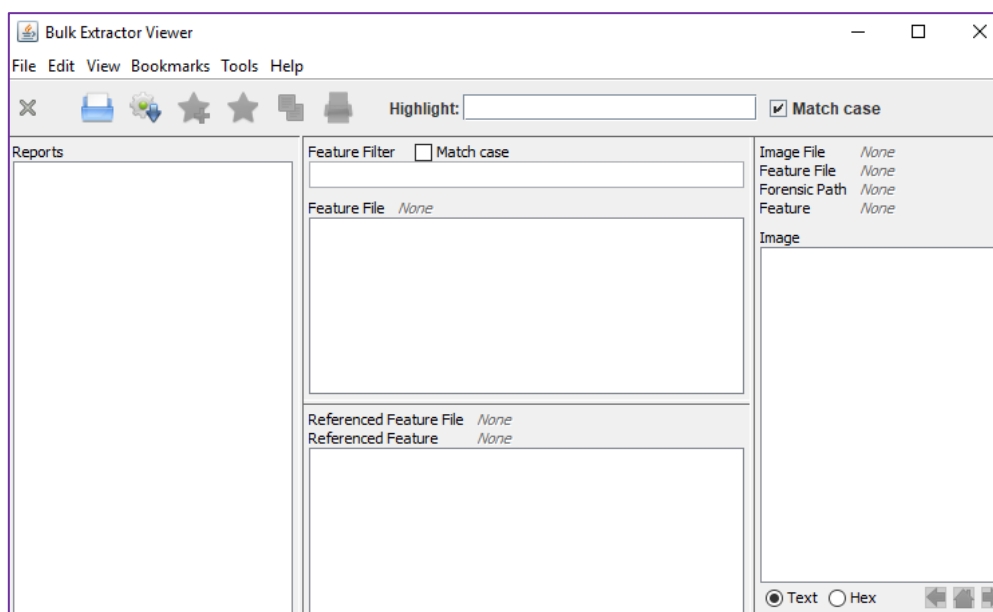 Bulk Extractor Viewer
File Edit View Bookmarks Tools Help
Highlight: Match case
Reports
Feature Filter Match case
Feature File None
Referenced Feature File None
Referenced Feature None
Image File None
Feature File None
Forensic Path None
Feature None
Image
Text Hex